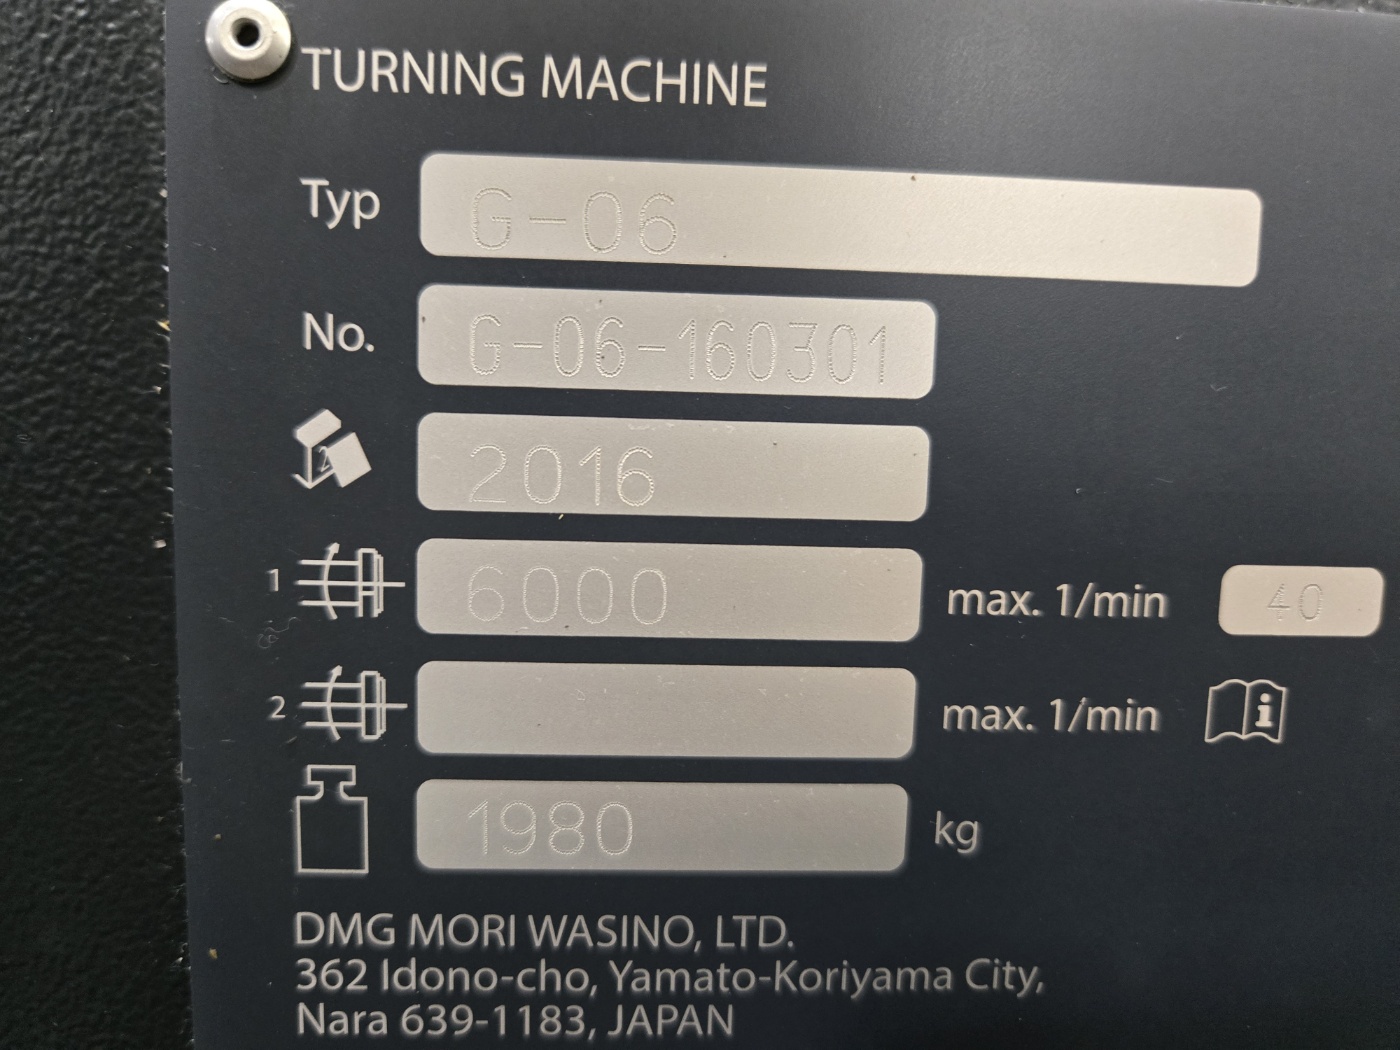 TURNING MACHINE
Typ G-06
No. G-06-160301
2016
1 6000 max. 1/min 40
2 max. 1/min
1980 kg
DMG MORI WASINO, LTD.
362 Idono-cho, Yamato-Koriyama City,
Nara 639-1183, JAPAN